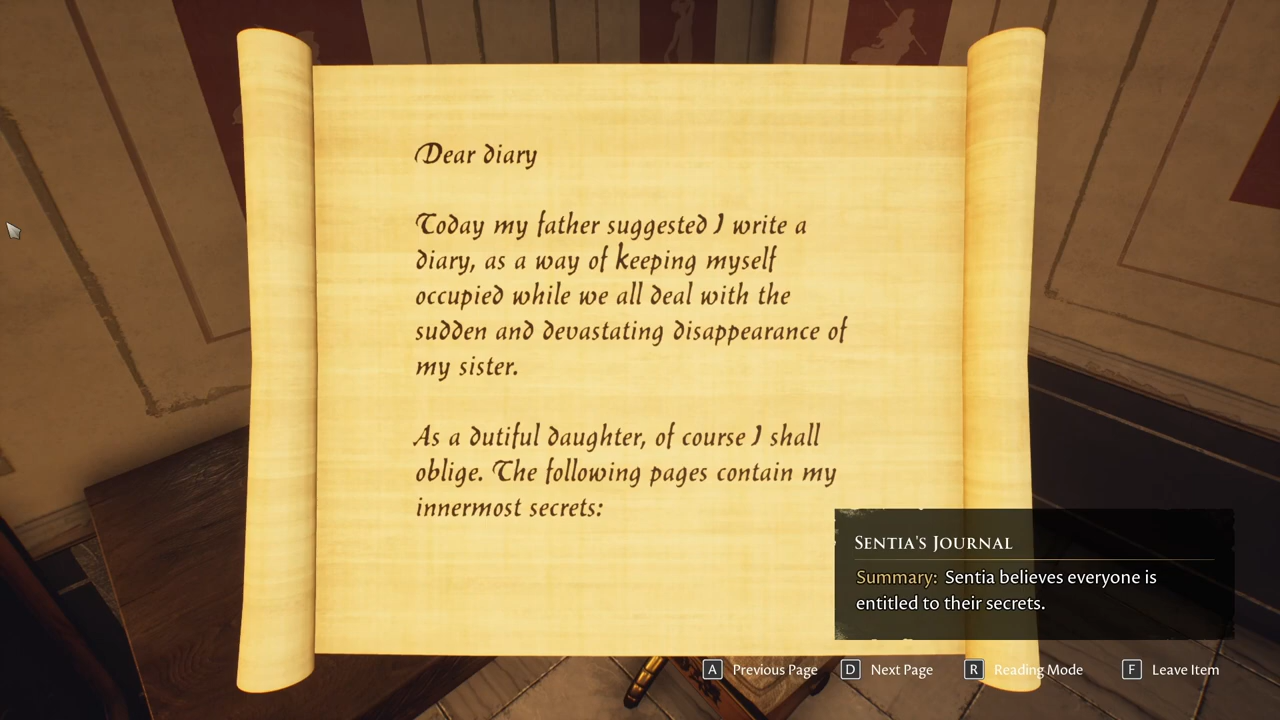 Dear diary
Today my father suggested I write a
diary, as a way of keeping myself
occupied while we all deal with the
sudden and devastating disappearance of
my sister.
As a dutiful daughter, of course I shall
oblige. The following pages contain my
innermost secrets:
Sentia's Journal
Summary: Sentia believes everyone is
entitled to their secrets.
A Previous Page D Next Page R Reading Mode F Leave Item